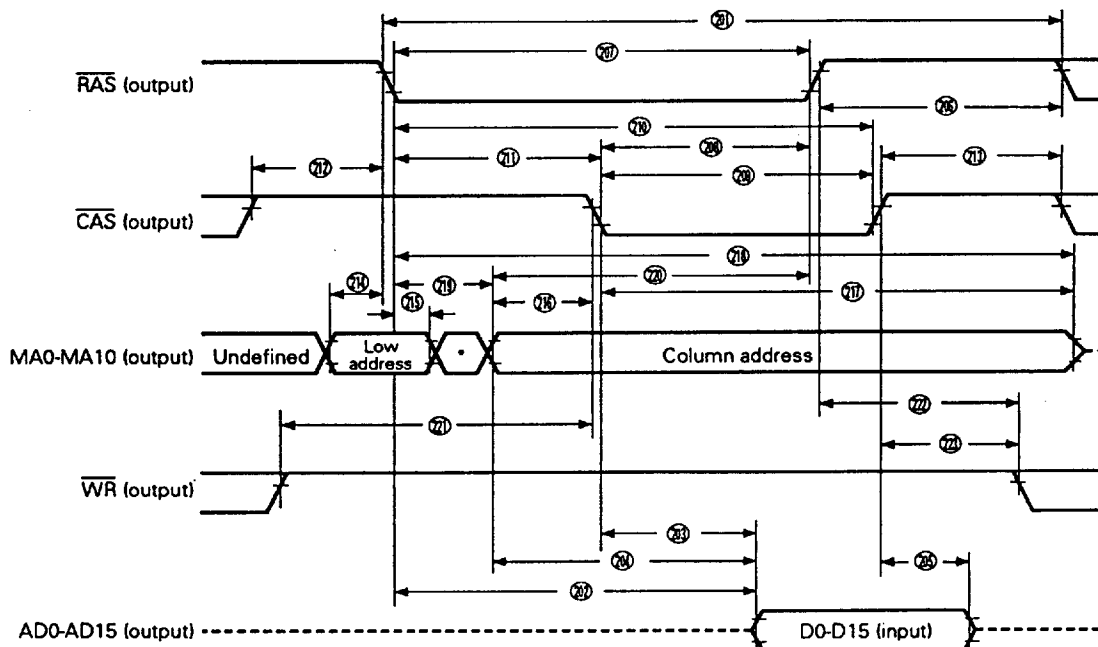 201
207
RAS (output)
206
210
208
211
212
213
209
CAS (output)
218
220
214
219
217
215
216
MA0-MA10 (output)
Undefined
Low address
*
Column address
222
221
223
WR (output)
203
204
205
202
AD0-AD15 (output)
D0-D15 (input)